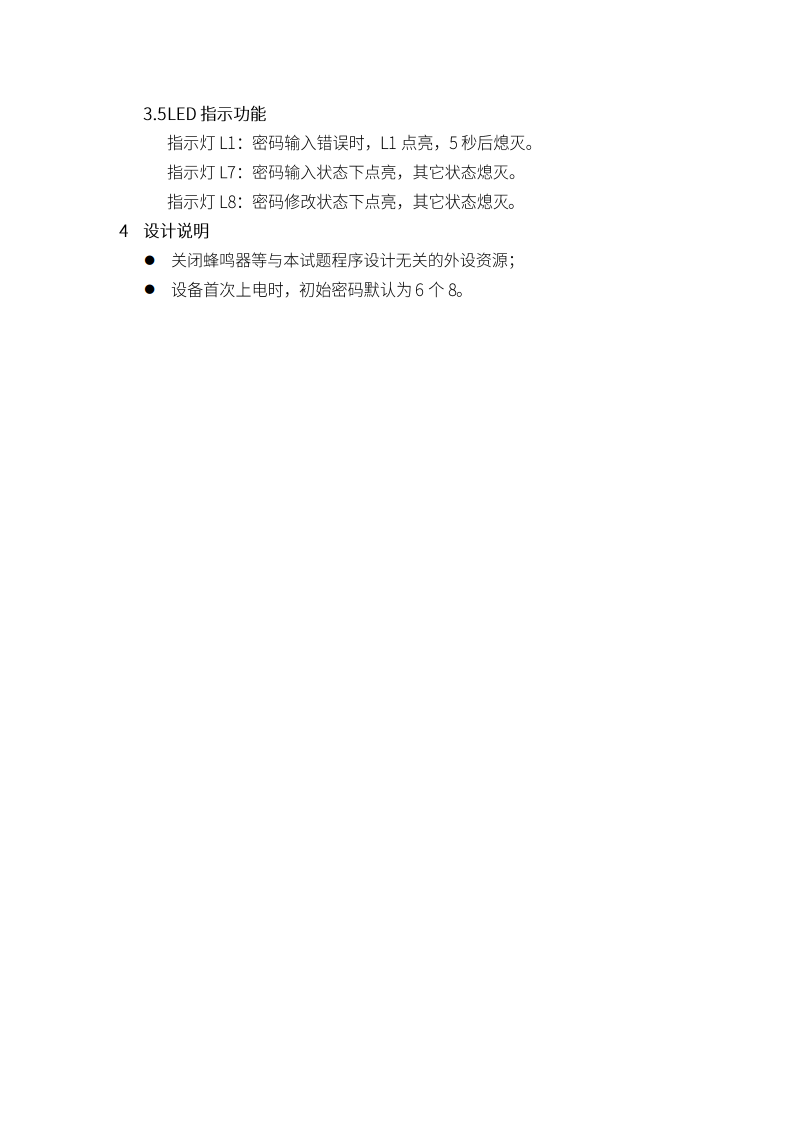 3.5LED 指示功能
指示灯 L1：密码输入错误时，L1 点亮，5 秒后熄灭。
指示灯 L7：密码输入状态下点亮，其它状态熄灭。
指示灯 L8：密码修改状态下点亮，其它状态熄灭。
4 设计说明
● 关闭蜂鸣器等与本试题程序设计无关的外设资源；
● 设备首次上电时，初始密码默认为 6 个 8。